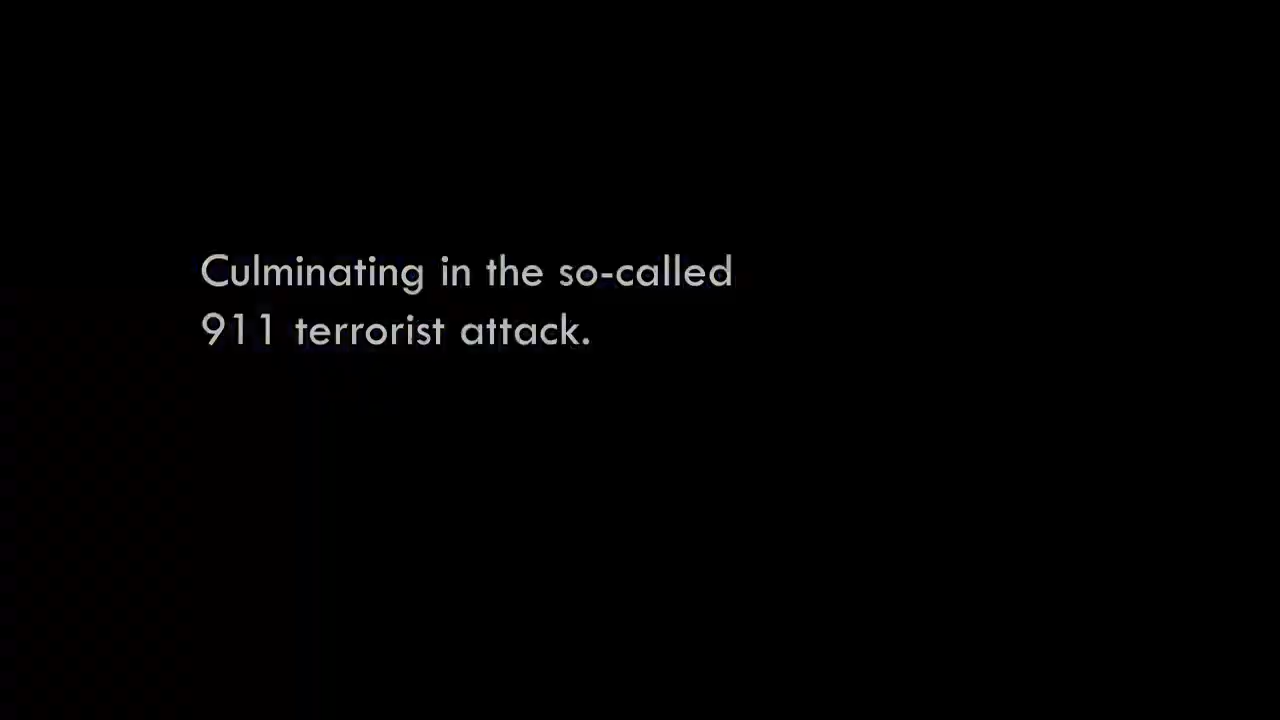 Culminating in the so-called
911 terrorist attack.